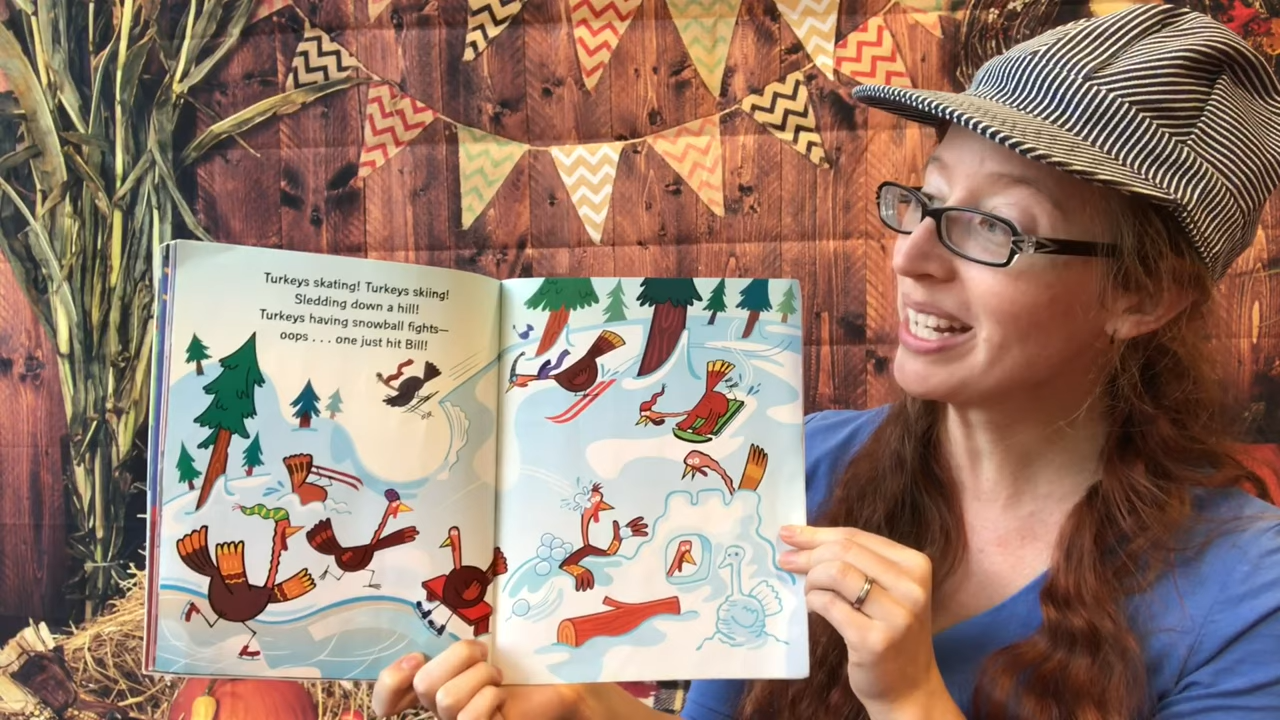 Turkeys skating! Turkeys skiing!
Sledding down a hill!
Turkeys having snowball fights—
oops . . . one just hit Bill!